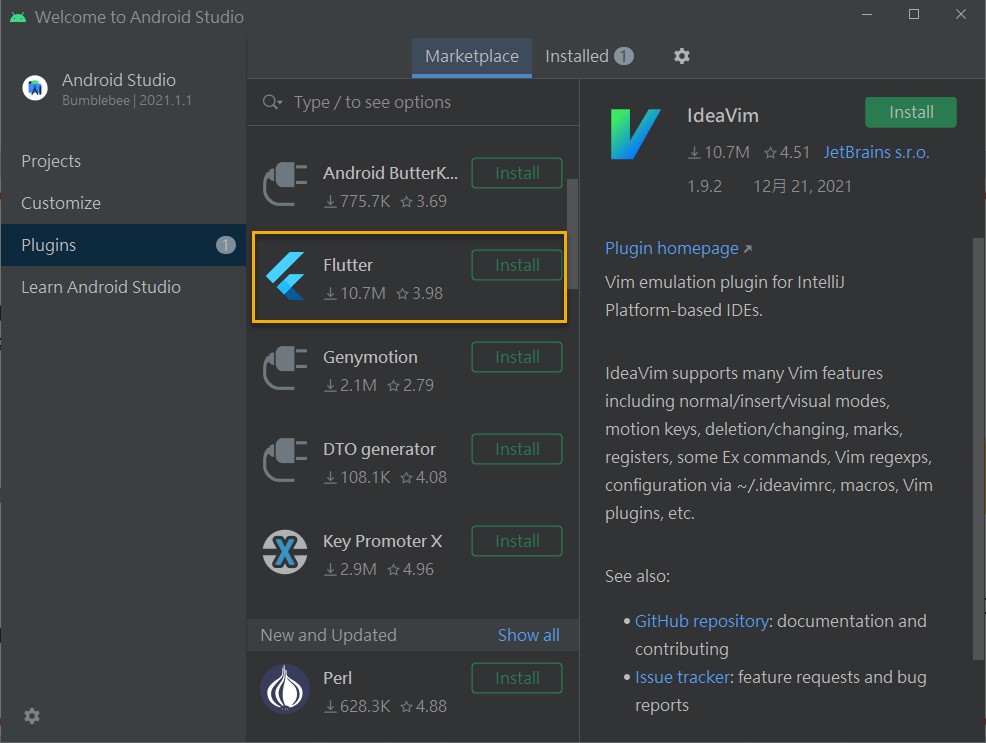 Welcome to Android Studio
Android Studio
Bumblebee | 2021.1.1
Projects
Customize
Plugins 1
Learn Android Studio
Marketplace Installed 1
Type / to see options
Android ButterK... Install
775.7K 3.69
Flutter Install
10.7M 3.98
Genymotion Install
2.1M 2.79
DTO generator Install
108.1K 4.08
Key Promoter X Install
2.9M 4.96
New and Updated Show all
Perl Install
628.3K 4.88
IdeaVim Install
10.7M 4.51 JetBrains s.r.o.
1.9.2 12月 21, 2021
Plugin homepage ↗
Vim emulation plugin for IntelliJ
Platform-based IDEs.
IdeaVim supports many Vim features
including normal/insert/visual modes,
motion keys, deletion/changing, marks,
registers, some Ex commands, Vim regexps,
configuration via ~/.ideavimrc, macros, Vim
plugins, etc.
See also:
• GitHub repository: documentation and
contributing
• Issue tracker: feature requests and bug
reports